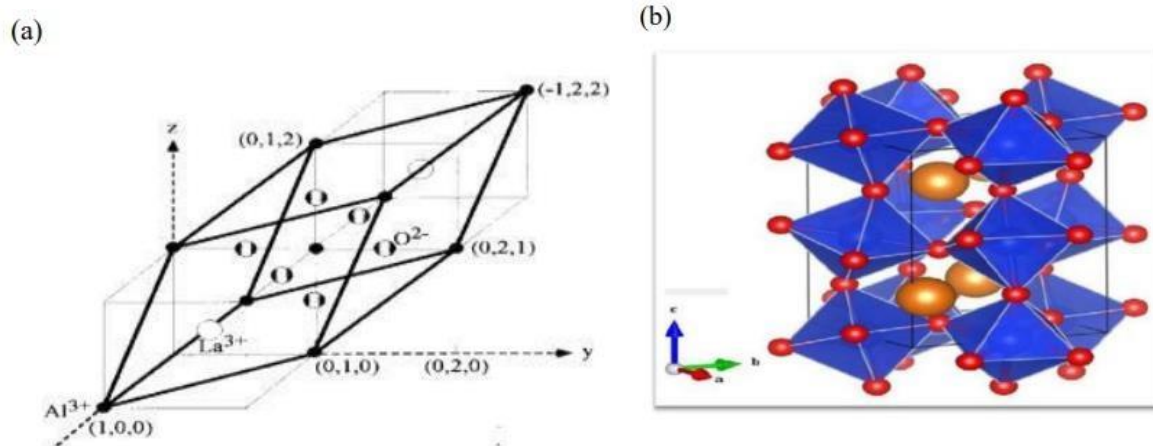 (a)
(b)
(-1,2,2)
z
(0,1,2)
O2-
(0,2,1)
La3+
y
(0,1,0)
(0,2,0)
Al3+
(1,0,0)
c
b
a